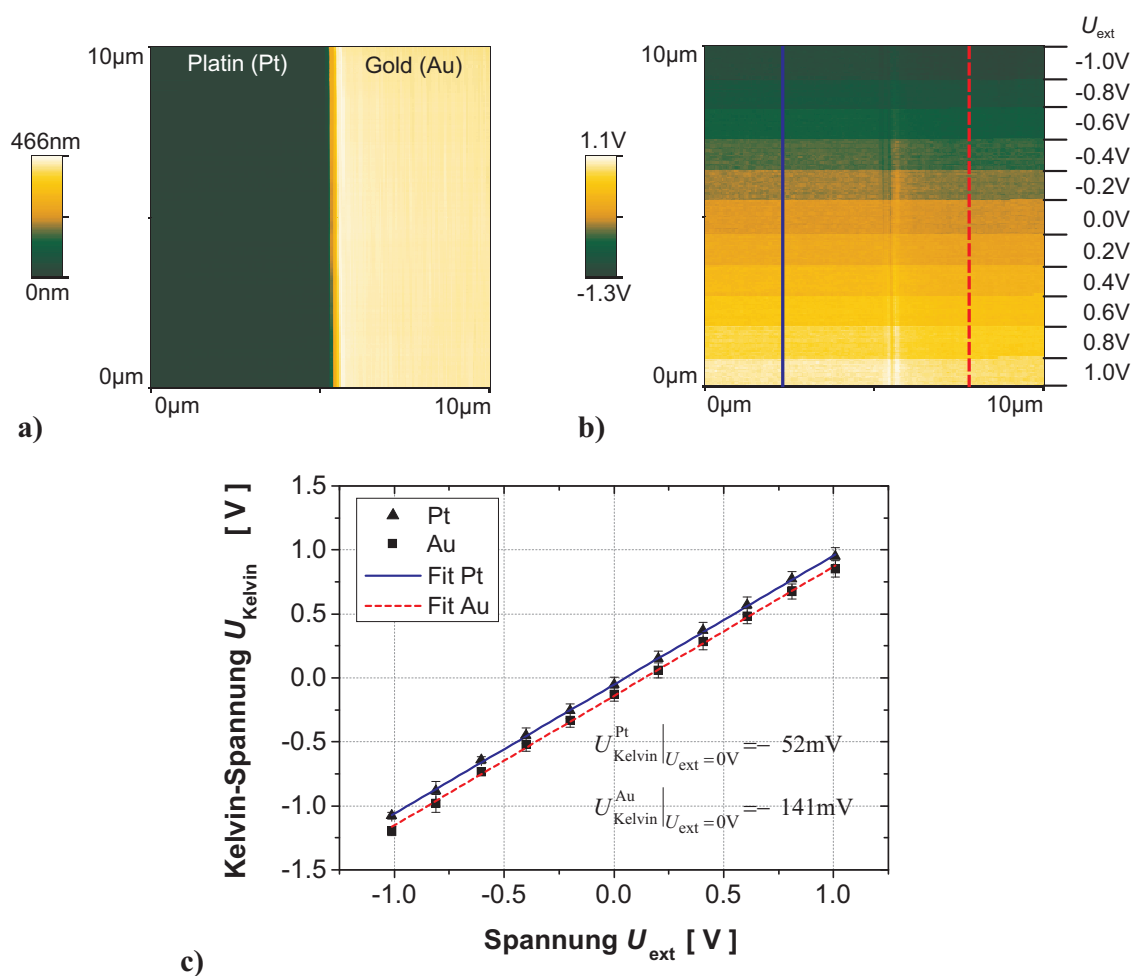 a)
10µm
Platin (Pt)
Gold (Au)
466nm
0nm
0µm
0µm
10µm
b)
U_ext
10µm
-1.0V
-0.8V
-0.6V
-0.4V
-0.2V
0.0V
0.2V
0.4V
0.6V
0.8V
1.0V
1.1V
-1.3V
0µm
0µm
10µm
c)
Kelvin-Spannung U_Kelvin [ V ]
1.5
1.0
0.5
0.0
-0.5
-1.0
-1.5
Pt
Au
Fit Pt
Fit Au
U^Pt_Kelvin|U_ext=0V =− 52mV
U^Au_Kelvin|U_ext=0V =− 141mV
-1.0
-0.5
0.0
0.5
1.0
Spannung U_ext [ V ]